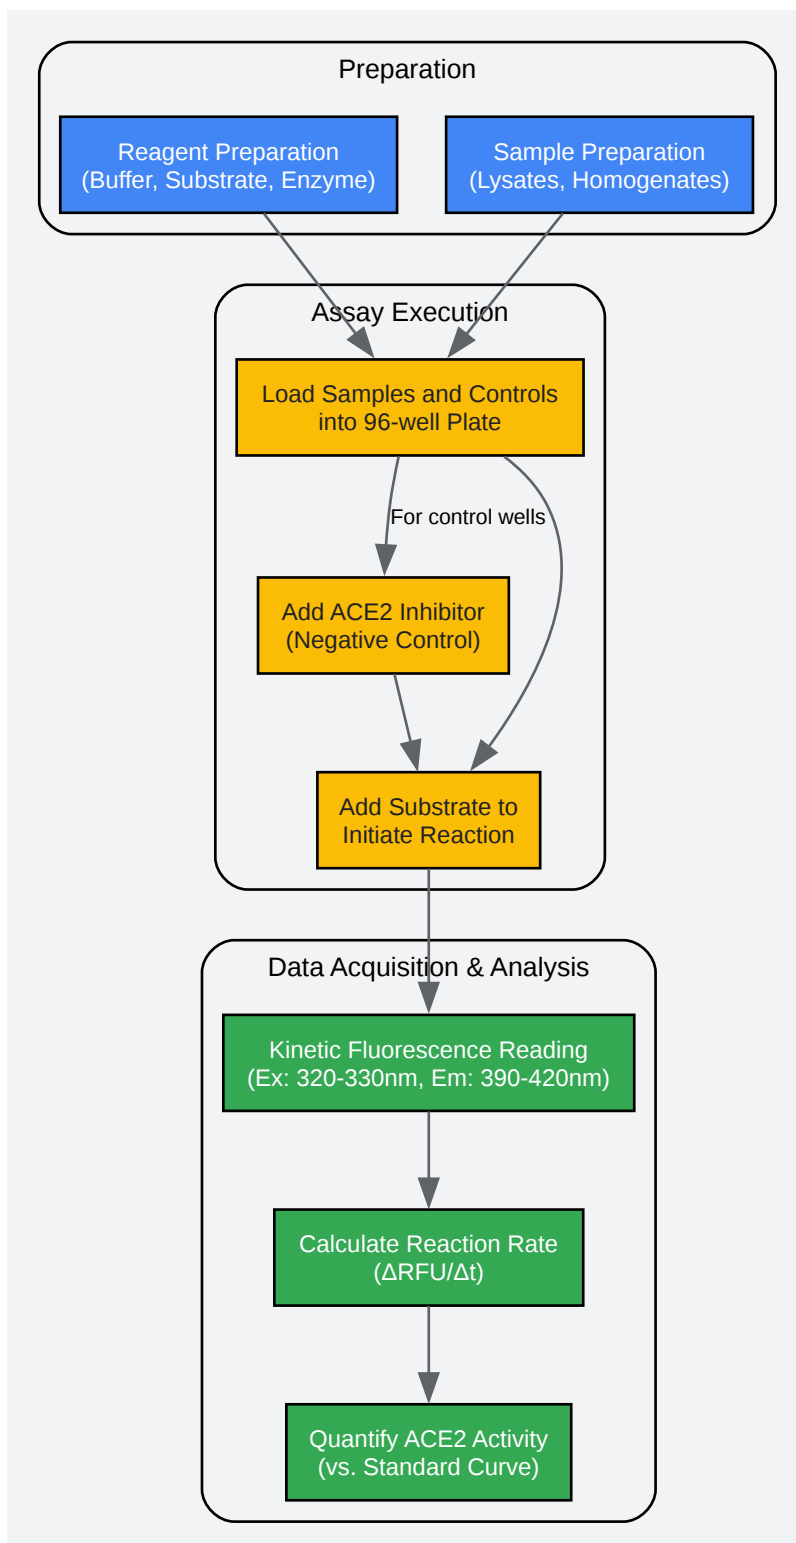 Preparation
Reagent Preparation
(Buffer, Substrate, Enzyme)
Sample Preparation
(Lysates, Homogenates)
Assay Execution
Load Samples and Controls
into 96-well Plate
For control wells
Add ACE2 Inhibitor
(Negative Control)
Add Substrate to
Initiate Reaction
Data Acquisition & Analysis
Kinetic Fluorescence Reading
(Ex: 320-330nm, Em: 390-420nm)
Calculate Reaction Rate
(ΔRFU/Δt)
Quantify ACE2 Activity
(vs. Standard Curve)